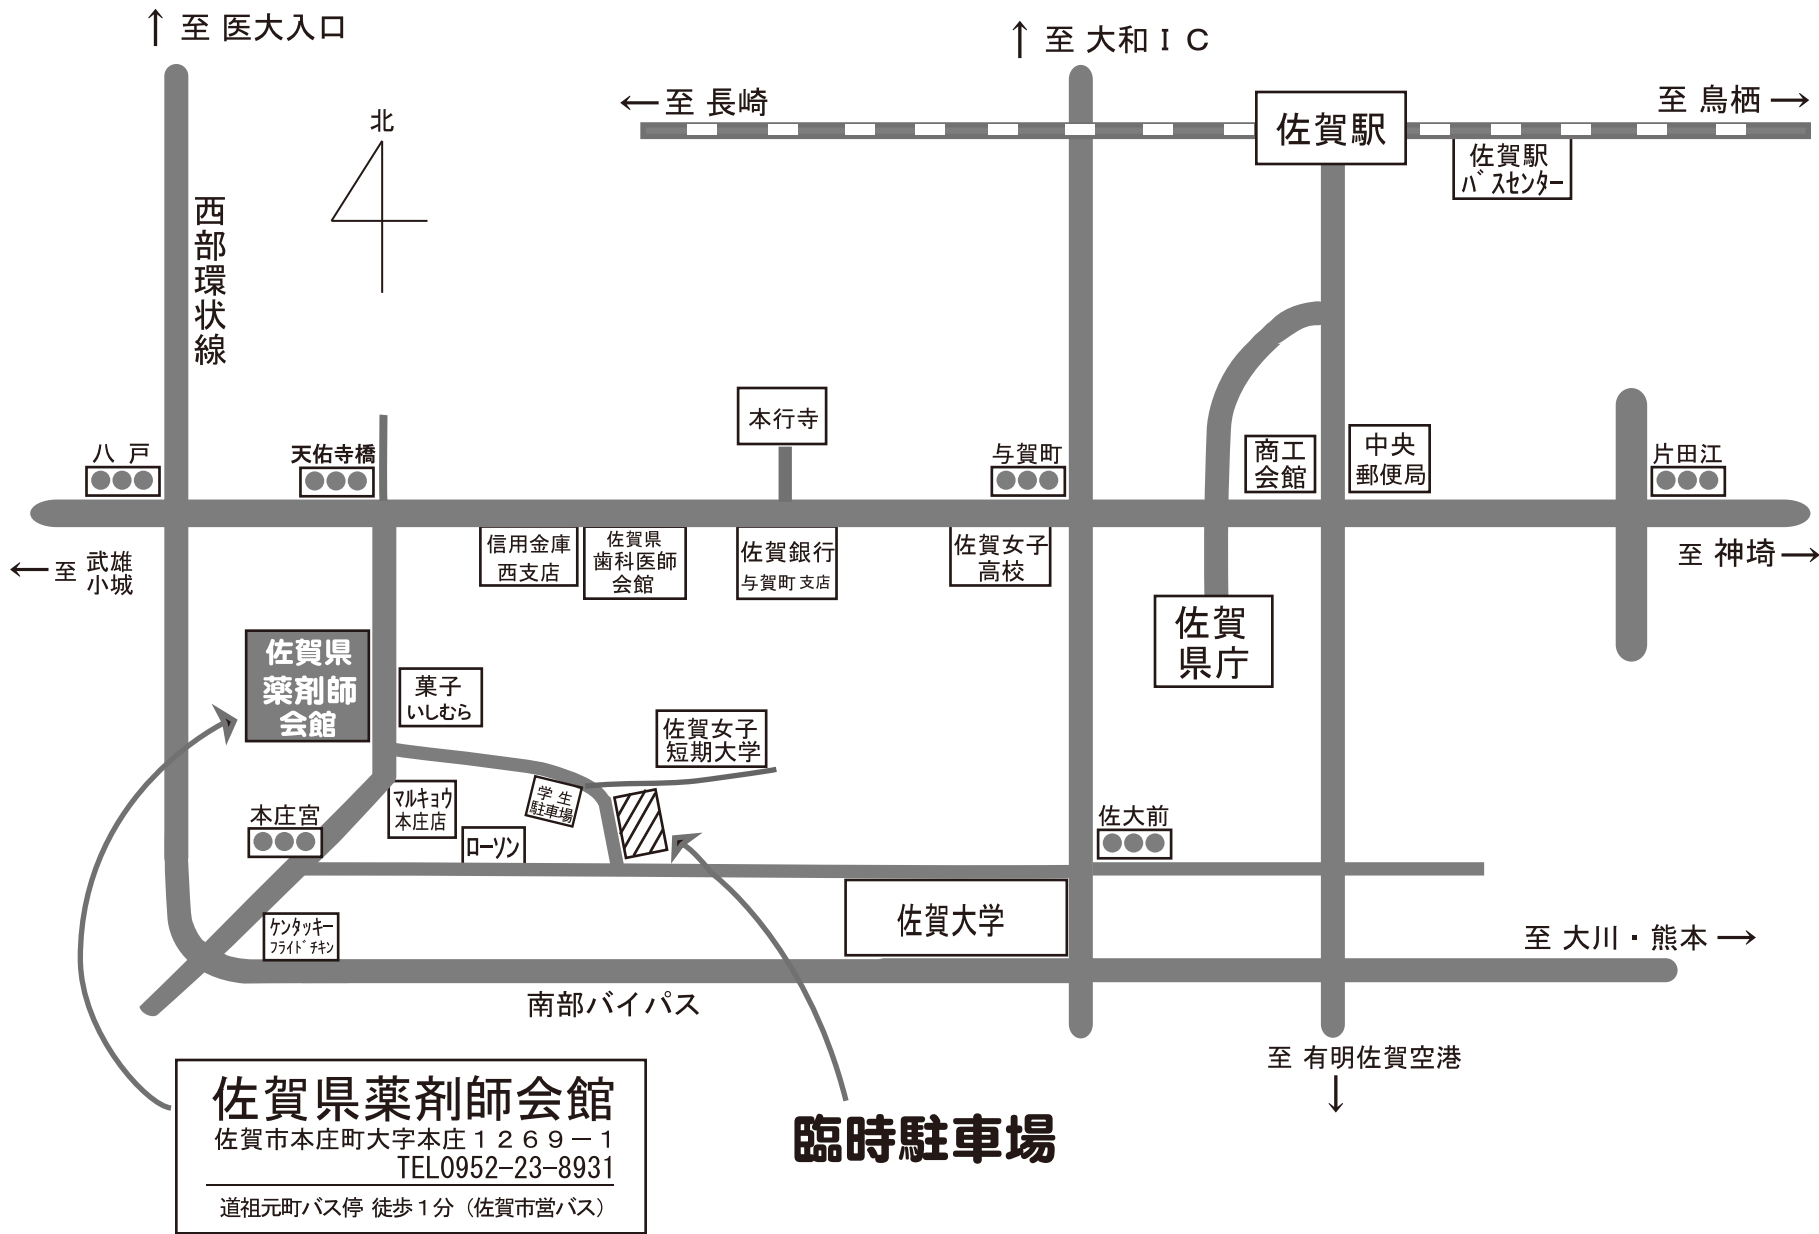 ↑ 至 医大入口
↑ 至 大和ＩＣ
←至 長崎
至 鳥栖→
佐賀駅
佐賀駅
バスセンター
北
西部環状線
本行寺
八戸
天佑寺橋
与賀町
商工
会館
中央
郵便局
片田江
信用金庫
西支店
佐賀県
歯科医師
会館
佐賀銀行
与賀町支店
佐賀女子
高校
←至 武雄
小城
至 神埼→
佐賀
県庁
佐賀県
薬剤師
会館
菓子
いしむら
佐賀女子
短期大学
学生
駐車場
マルキョウ
本庄店
本庄宮
ローソン
佐大前
ケンタッキー
フライドチキン
佐賀大学
至 大川・熊本→
南部バイパス
至 有明佐賀空港
↓
佐賀県薬剤師会館
佐賀市本庄町大字本庄１２６９－１
TEL0952−23−8931
道祖元町バス停 徒歩１分（佐賀市営バス）
臨時駐車場